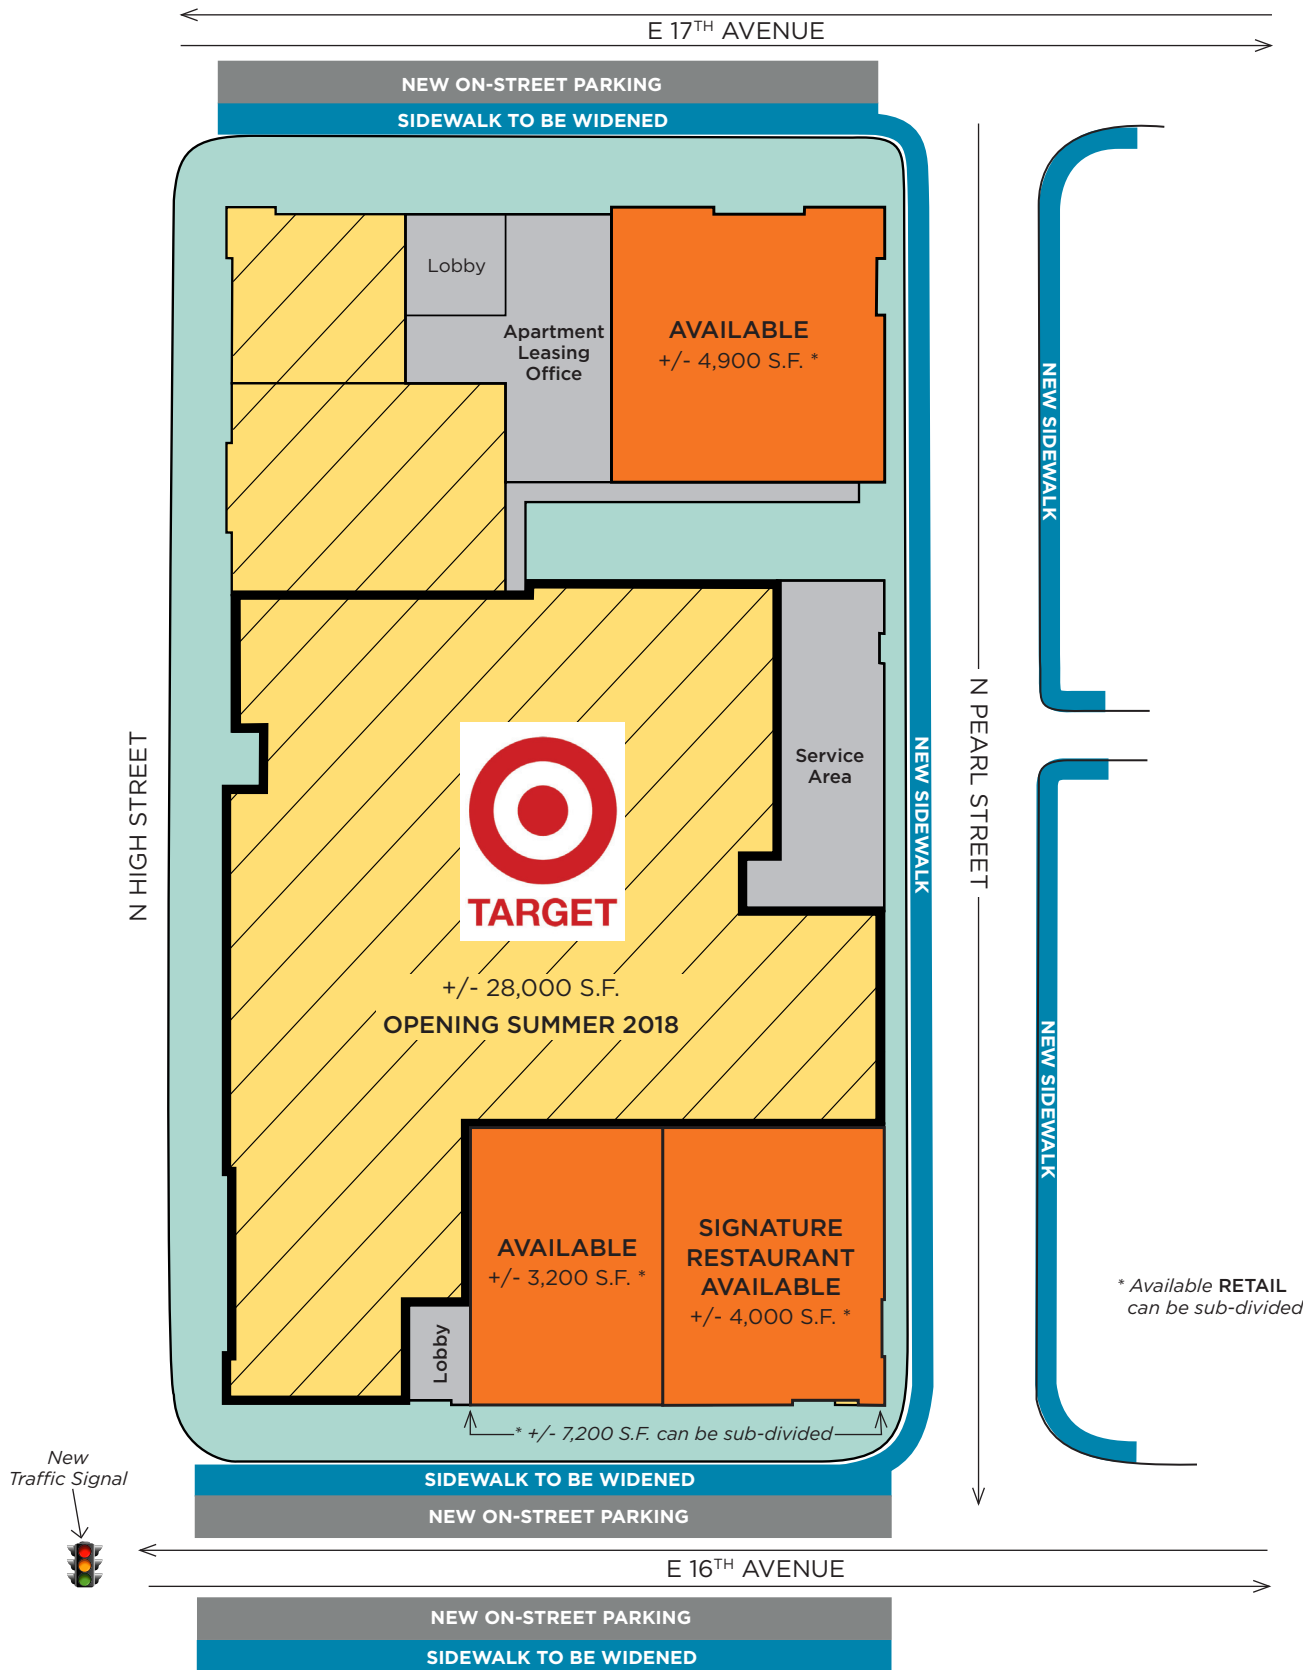 E 17TH AVENUE
NEW ON-STREET PARKING
SIDEWALK TO BE WIDENED
Lobby
Apartment
Leasing
Office
AVAILABLE
+/- 4,900 S.F. *
NEW SIDEWALK
N HIGH STREET
TARGET
+/- 28,000 S.F.
OPENING SUMMER 2018
Service
Area
NEW SIDEWALK
N PEARL STREET
NEW SIDEWALK
AVAILABLE
+/- 3,200 S.F. *
SIGNATURE
RESTAURANT
AVAILABLE
+/- 4,000 S.F. *
* Available RETAIL
can be sub-divided
Lobby
* +/- 7,200 S.F. can be sub-divided
New
Traffic Signal
SIDEWALK TO BE WIDENED
NEW ON-STREET PARKING
E 16TH AVENUE
NEW ON-STREET PARKING
SIDEWALK TO BE WIDENED